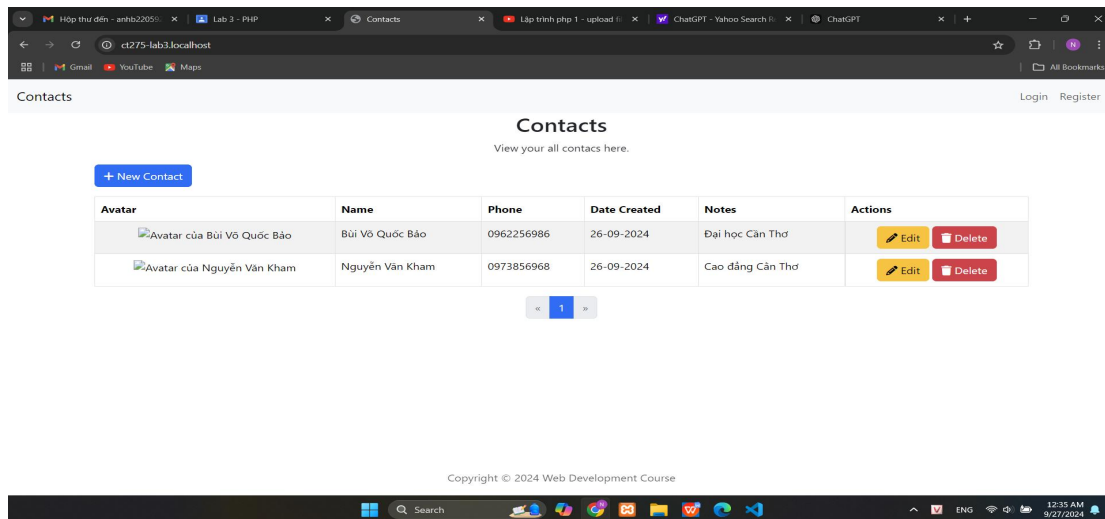 Hộp thư đến - anhb22059 Lab 3 - PHP Contacts Lập trình php 1 - upload fi ChatGPT - Yahoo Search Re ChatGPT
ct275-lab3.localhost N
Gmail YouTube Maps All Bookmarks
Contacts Login Register
Contacts
View your all contacs here.
+ New Contact
Avatar Name Phone Date Created Notes Actions
Avatar của Bùi Võ Quốc Bảo Bùi Võ Quốc Bảo 0962256986 26-09-2024 Đại học Cần Thơ Edit Delete
Avatar của Nguyễn Văn Kham Nguyễn Văn Kham 0973856968 26-09-2024 Cao đẳng Cần Thơ Edit Delete
« 1 »
Copyright © 2024 Web Development Course
Search V ENG 12:35 AM
9/27/2024